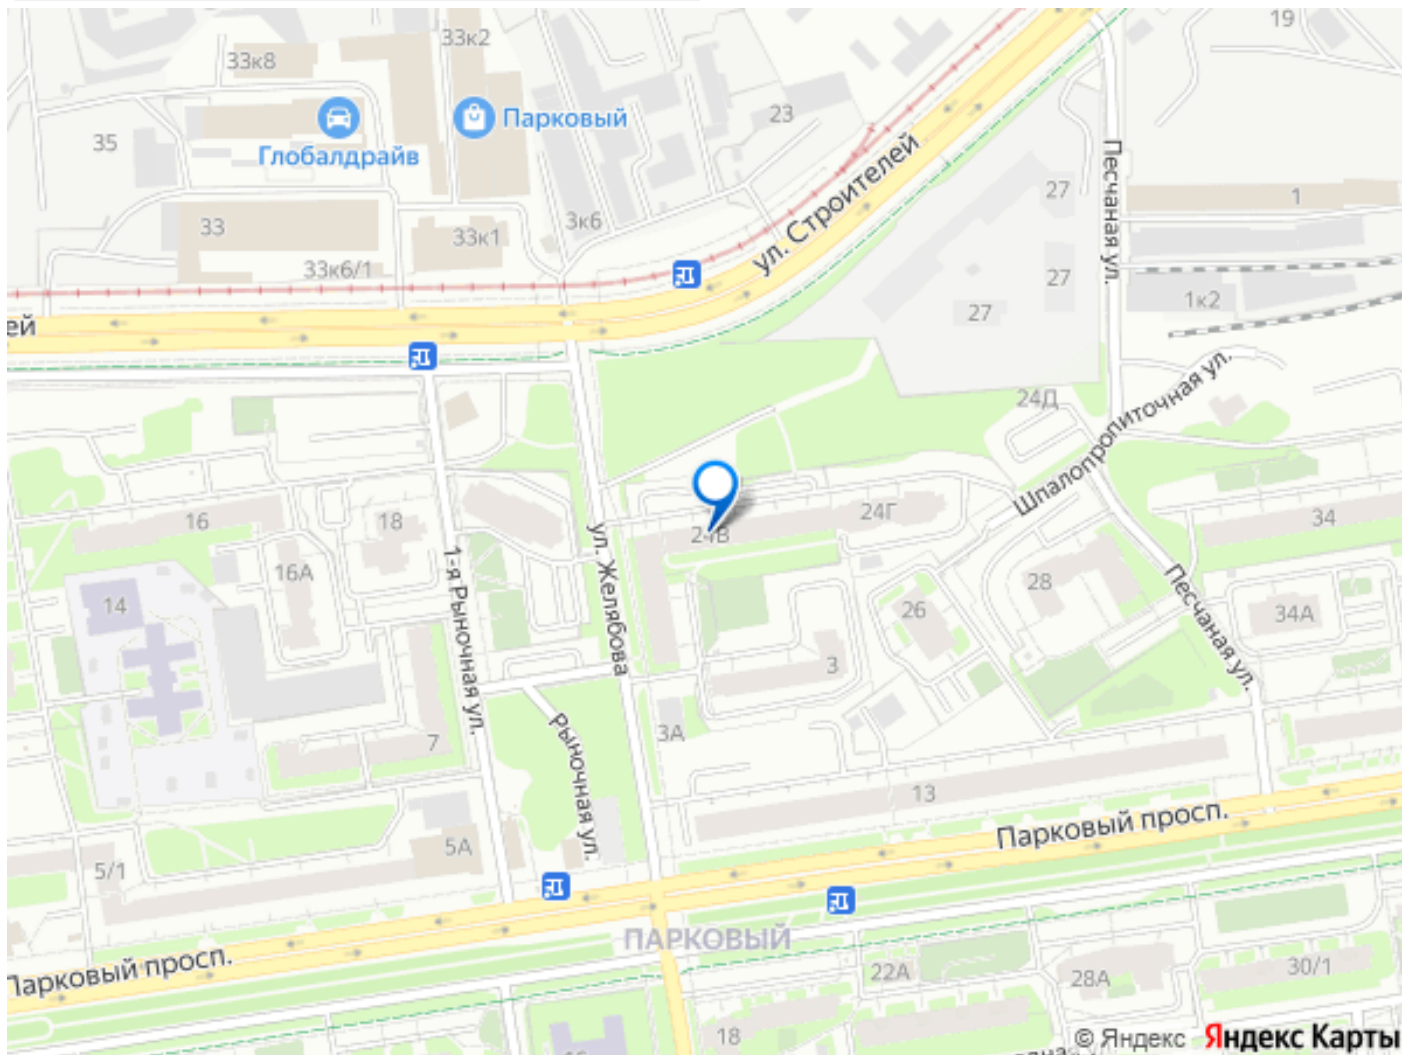 33к2
19
33к8
Парковый
23
35
Глобалдрайв
ул. Строителей
Песчаная ул.
27
1
33
3к6
33к1
33к6/1
27
1к2
27
ей
24Д
Шпалопропиточная ул.
16
18
24В
24Г
34
1-я Рыночная ул.
ул. Желябова
16А
14
28
26
Песчаная ул.
34А
3
3А
7
Рыночная ул.
13
Парковый просп.
5А
5/1
ПАРКОВЫЙ
Парковый просп.
22А
28А
30/1
18
© Яндекс Яндекс Карты